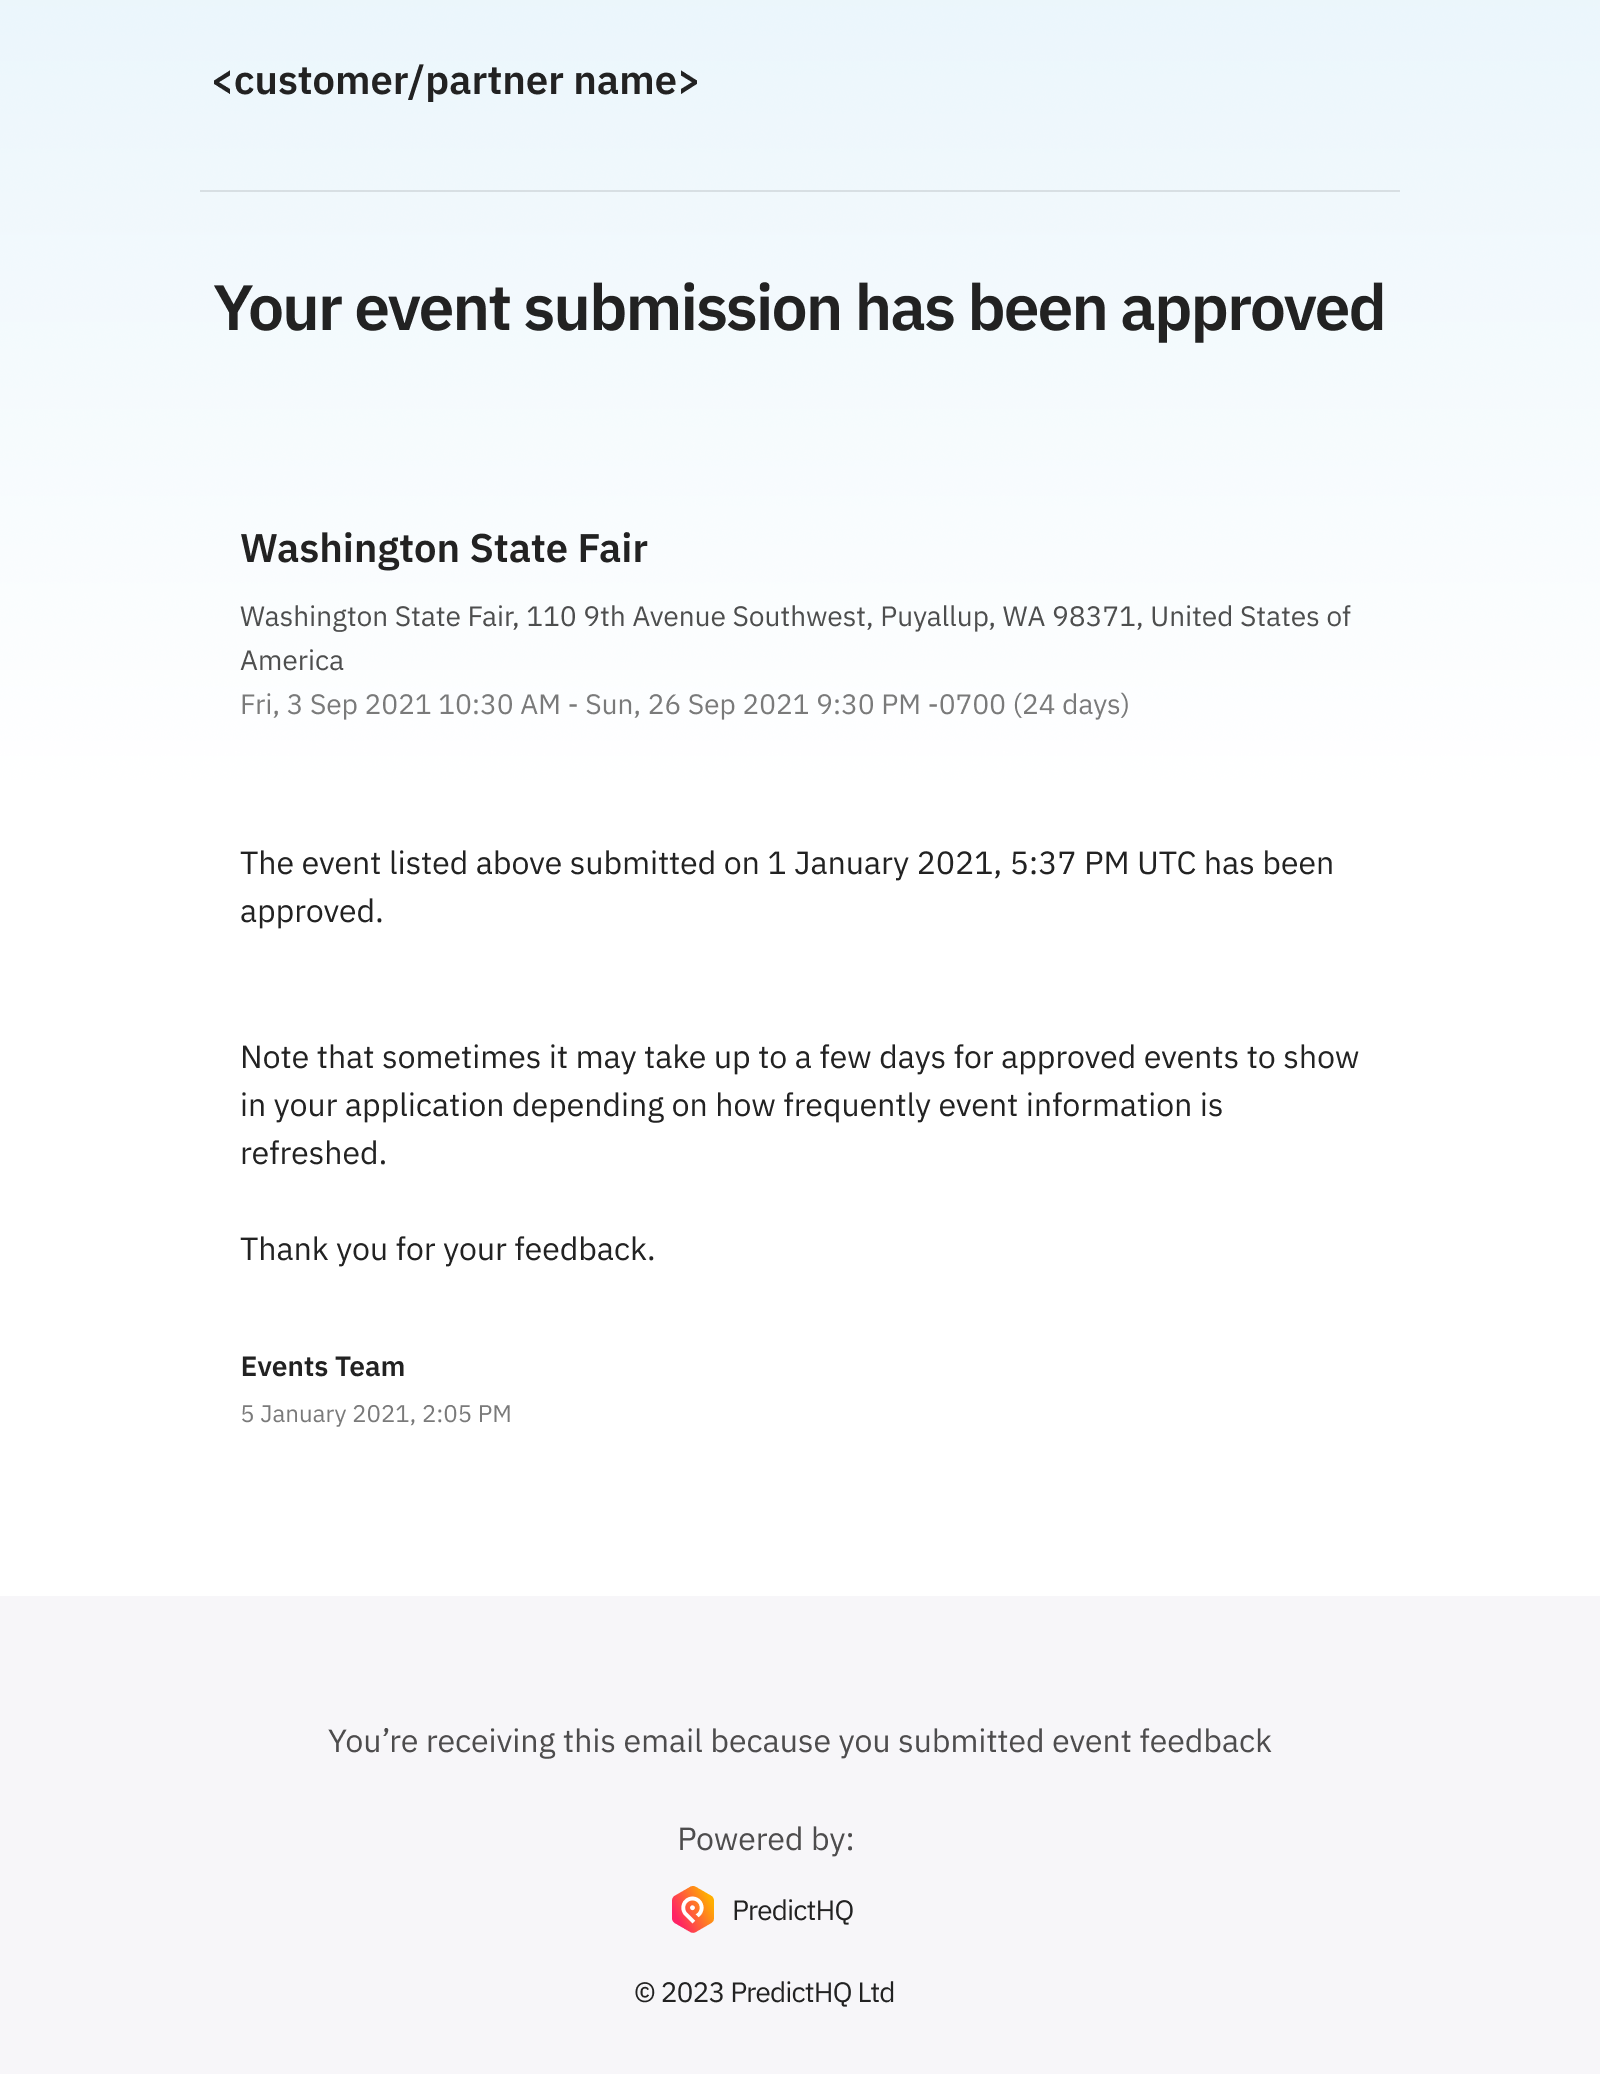 <customer/partner name>
Your event submission has been approved
Washington State Fair
Washington State Fair, 110 9th Avenue Southwest, Puyallup, WA 98371, United States of
America
Fri, 3 Sep 2021 10:30 AM - Sun, 26 Sep 2021 9:30 PM -0700 (24 days)
The event listed above submitted on 1 January 2021, 5:37 PM UTC has been
approved.
Note that sometimes it may take up to a few days for approved events to show
in your application depending on how frequently event information is
refreshed.
Thank you for your feedback.
Events Team
5 January 2021, 2:05 PM
You’re receiving this email because you submitted event feedback
Powered by:
PredictHQ
© 2023 PredictHQ Ltd